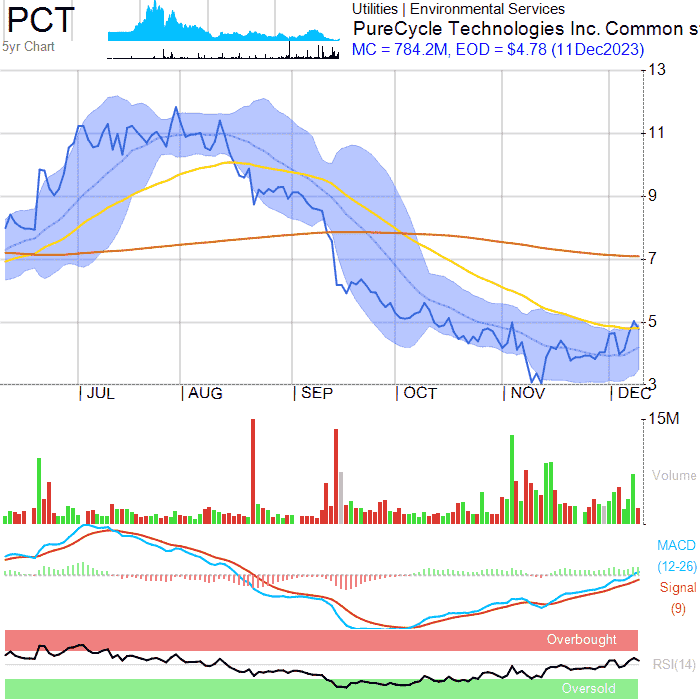 PCT
5yr Chart
Utilities | Environmental Services
PureCycle Technologies Inc. Common s
MC = 784.2M, EOD = $4.78 (11Dec2023)
13
11
9
7
5
3
JUL AUG SEP OCT NOV DEC
15M
Volume
MACD
(12-26)
Signal
(9)
Overbought
RSI(14)
Oversold